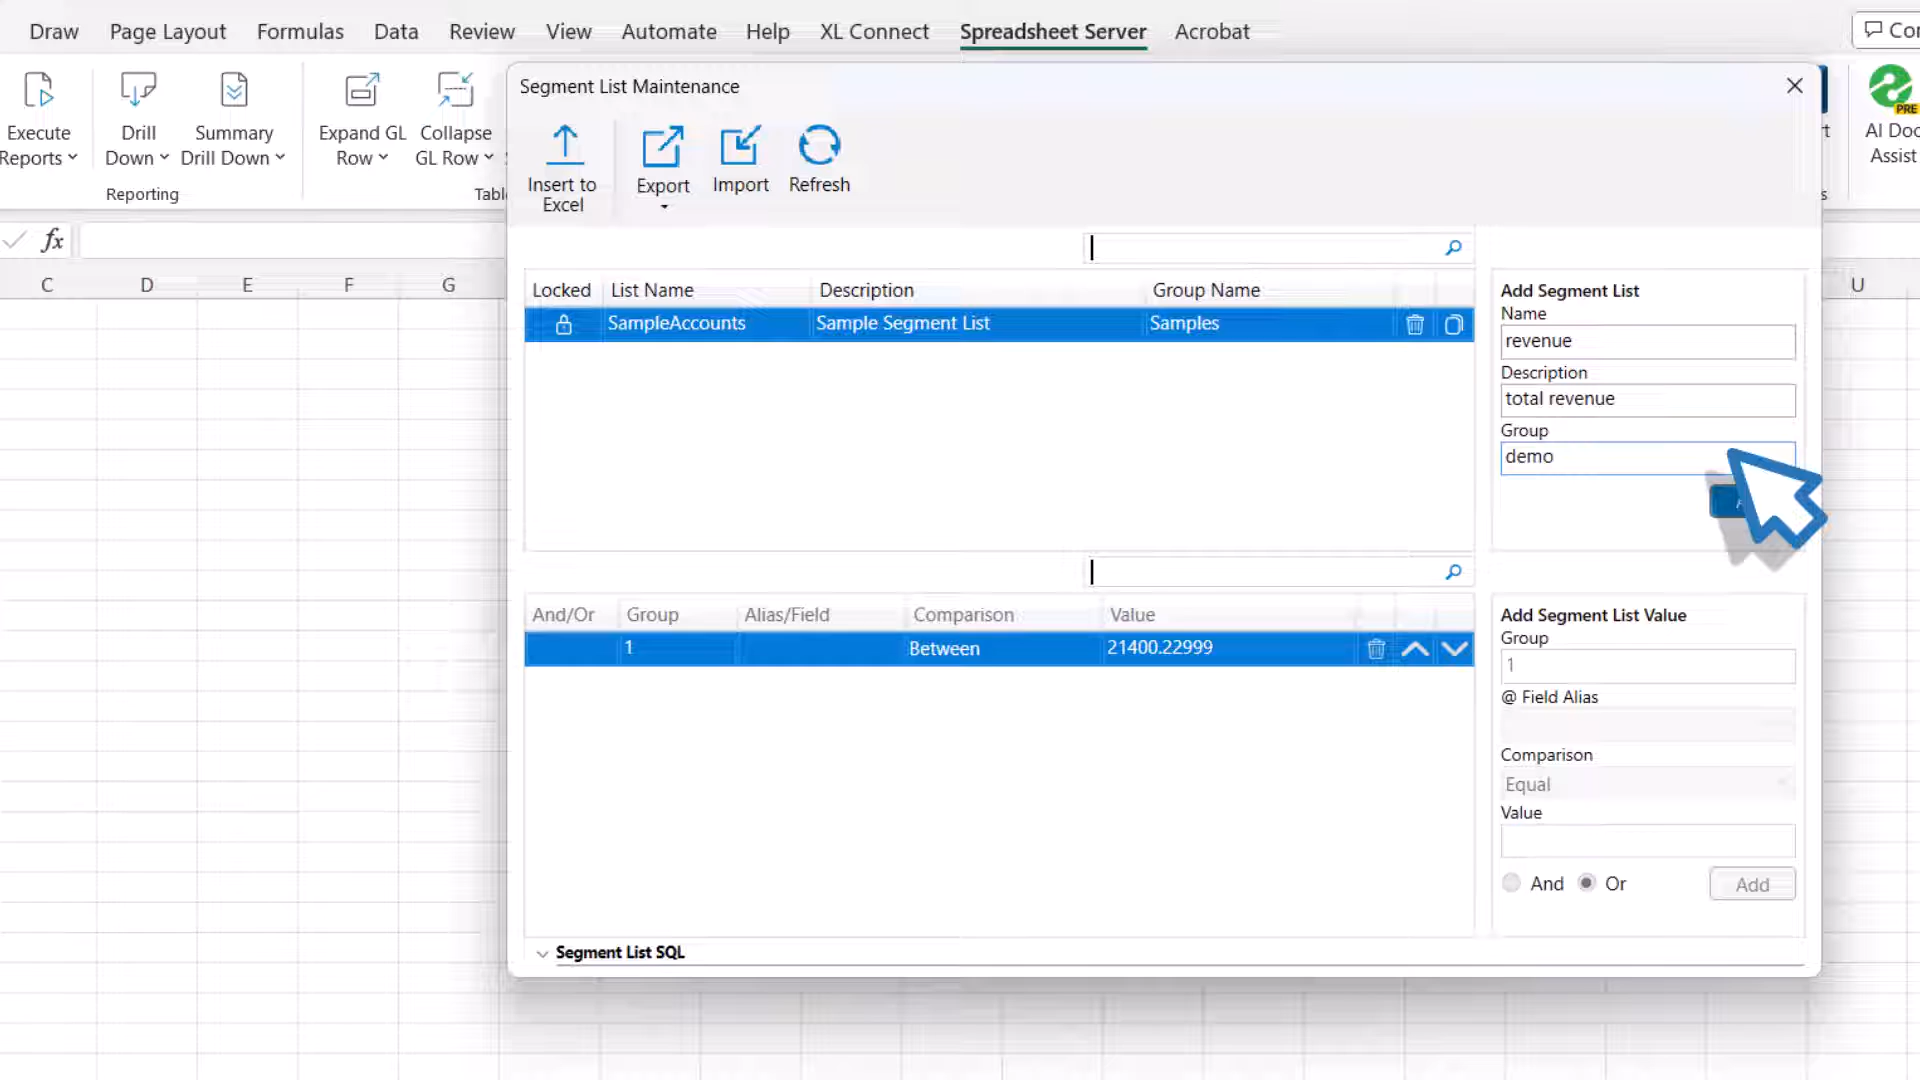 Draw Page Layout Formulas Data Review View Automate Help XL Connect Spreadsheet Server Acrobat
Execute Reports
Drill Down
Summary Drill Down
Expand GL Row
Collapse GL Row
Reporting
fx
C D E F G U
Segment List Maintenance
Insert to Excel
Export
Import
Refresh
PRE
Assist
Locked List Name Description Group Name
SampleAccounts Sample Segment List Samples
Add Segment List
Name
revenue
Description
total revenue
Group
demo
And/Or Group Alias/Field Comparison Value
1 Between 21400.22999
Add Segment List Value
Group
1
@ Field Alias
Comparison
Equal
Value
And Or Add
Segment List SQL